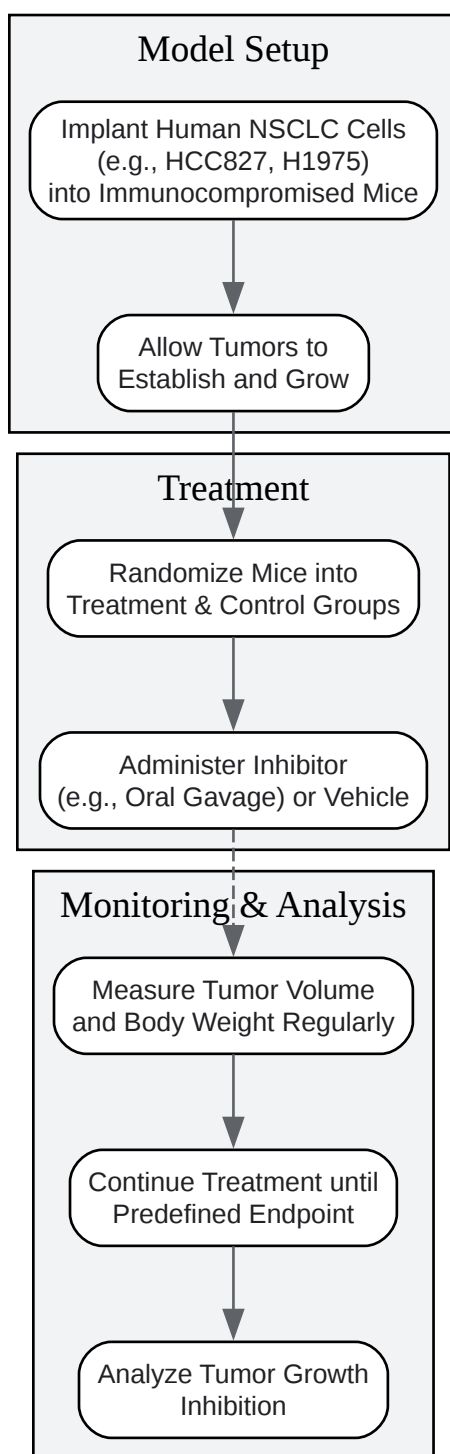 Model Setup
Implant Human NSCLC Cells
(e.g., HCC827, H1975)
into Immunocompromised Mice
Allow Tumors to
Establish and Grow
Treatment
Randomize Mice into
Treatment & Control Groups
Administer Inhibitor
(e.g., Oral Gavage) or Vehicle
Monitoring & Analysis
Measure Tumor Volume
and Body Weight Regularly
Continue Treatment until
Predefined Endpoint
Analyze Tumor Growth
Inhibition